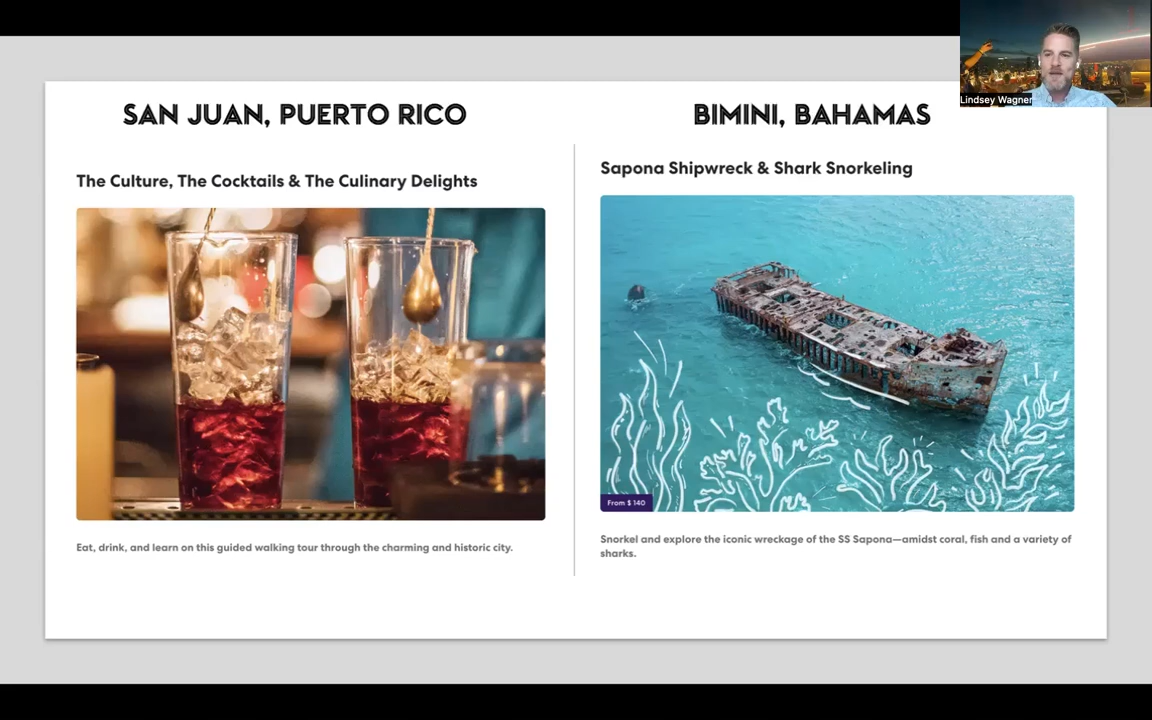 SAN JUAN, PUERTO RICO
The Culture, The Cocktails & The Culinary Delights
Eat, drink, and learn on this guided walking tour through the charming and historic city.
BIMINI, BAHAMAS
Sapona Shipwreck & Shark Snorkeling
From $ 140
Snorkel and explore the iconic wreckage of the SS Sapona—amidst coral, fish and a variety of
sharks.
Lindsey Wagner